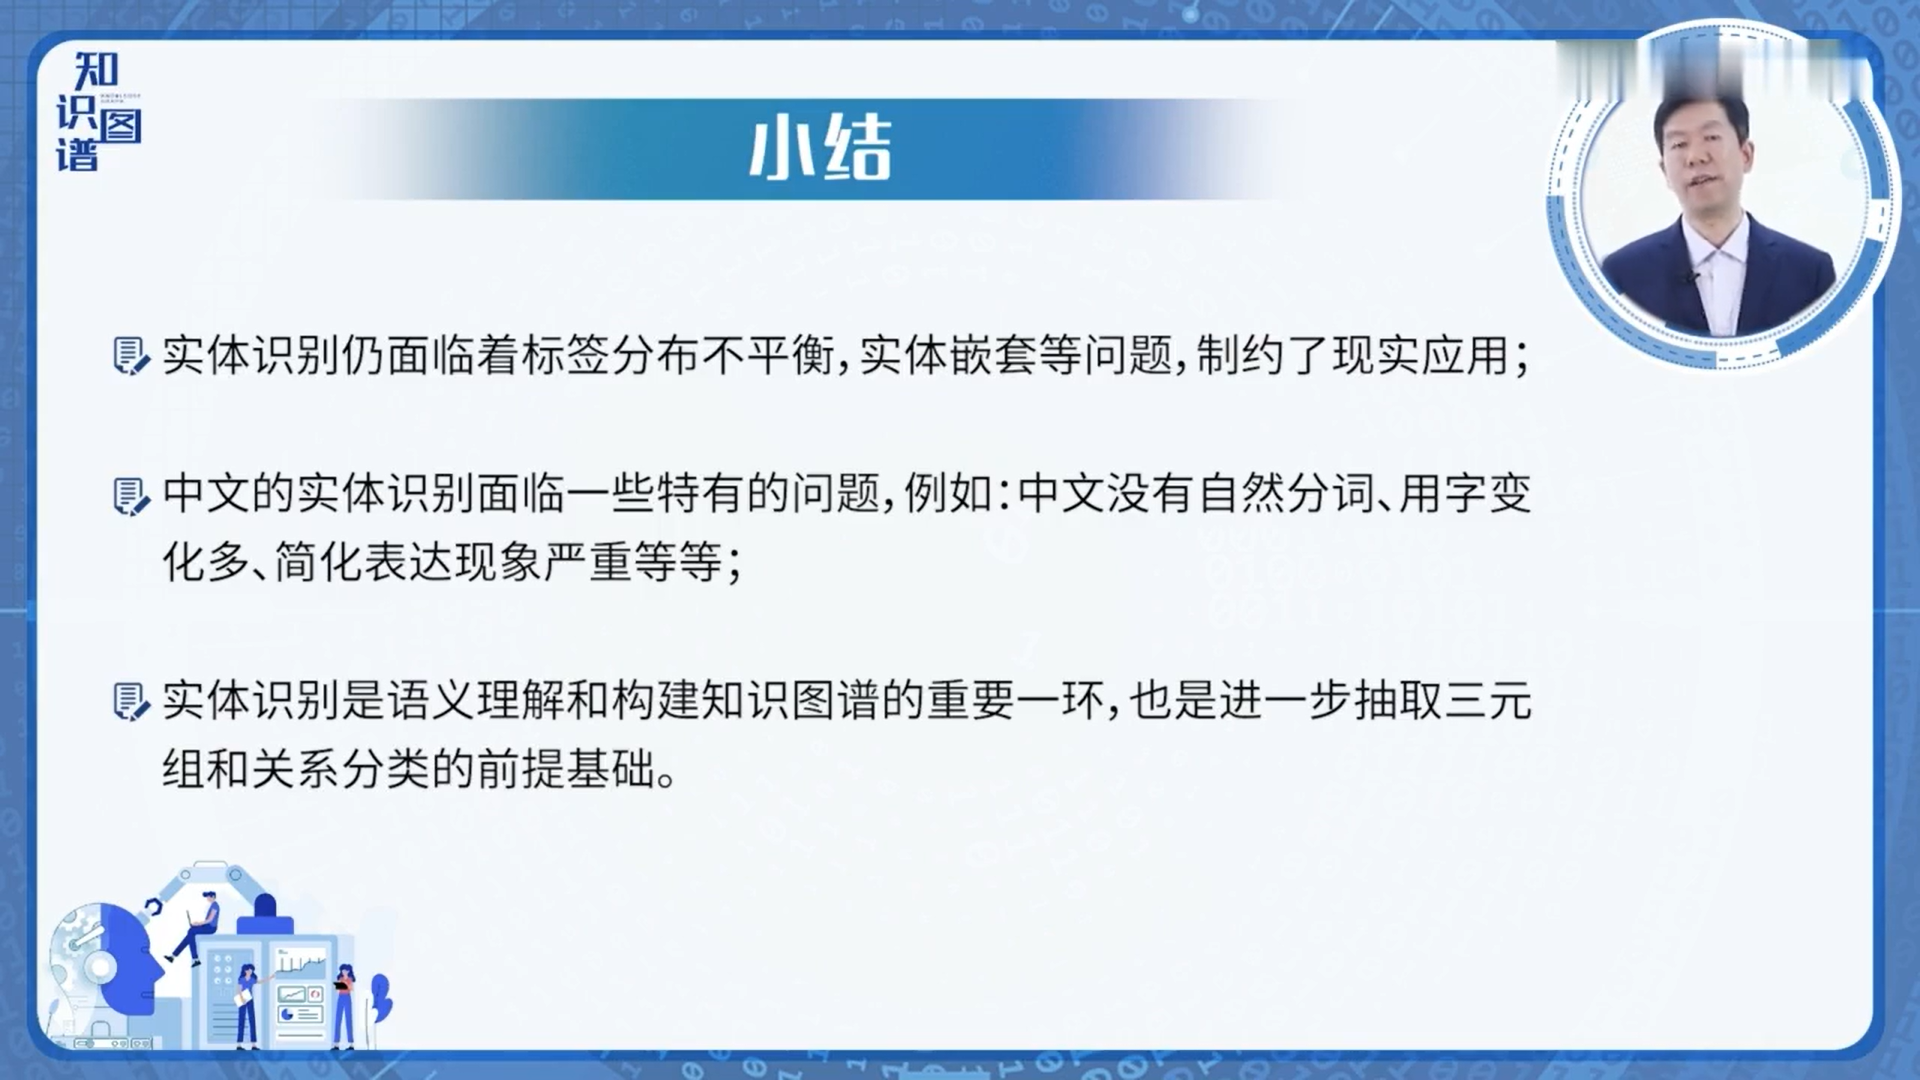 知识图谱
小结
实体识别仍面临着标签分布不平衡，实体嵌套等问题，制约了现实应用；
中文的实体识别面临一些特有的问题，例如：中文没有自然分词、用字变
化多、简化表达现象严重等等；
实体识别是语义理解和构建知识图谱的重要一环，也是进一步抽取三元
组和关系分类的前提基础。